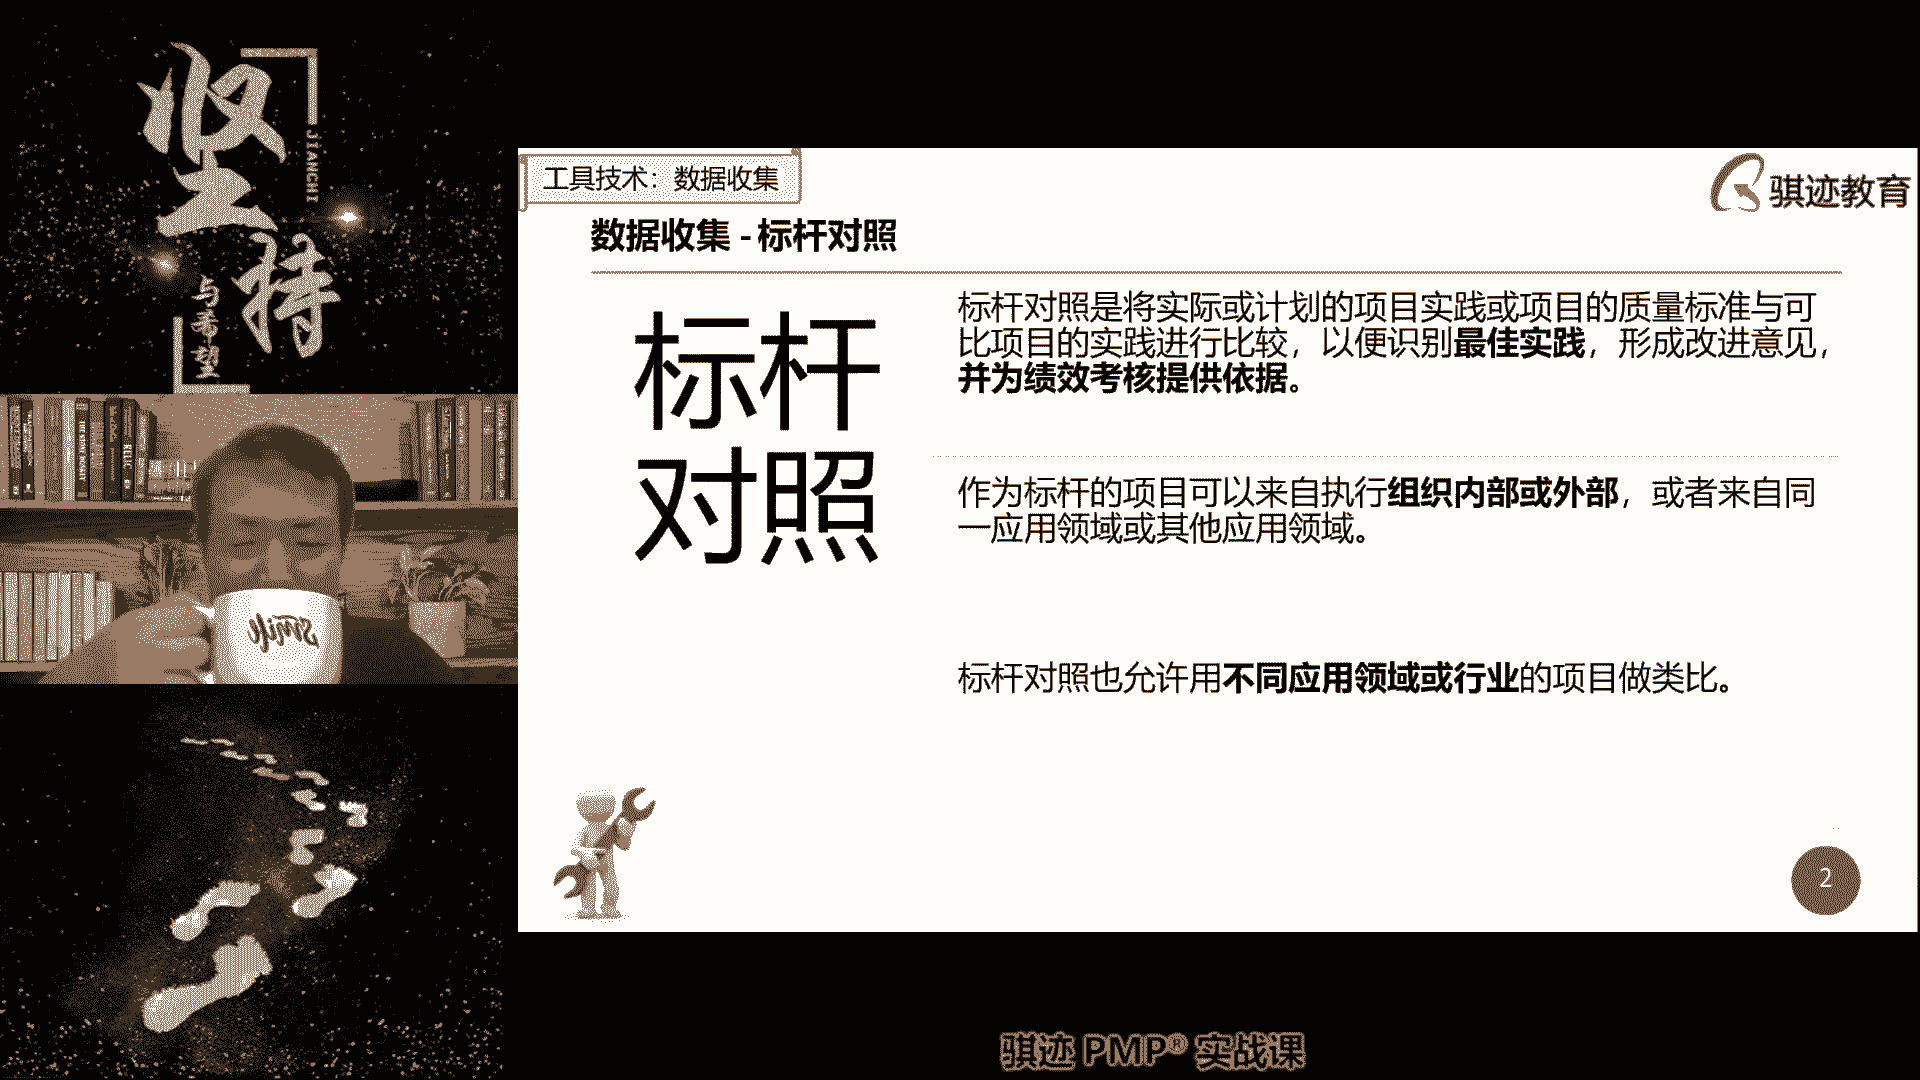 坚持
JIANCHI
与希望
smile
工具技术：数据收集
骐迹教育
数据收集 - 标杆对照
标杆
对照
标杆对照是将实际或计划的项目实践或项目的质量标准与可
比项目的实践进行比较，以便识别最佳实践，形成改进意见，
并为绩效考核提供依据。
作为标杆的项目可以来自执行组织内部或外部，或者来自同
一应用领域或其他应用领域。
标杆对照也允许用不同应用领域或行业的项目做类比。
2
骐迹 PMP® 实战课